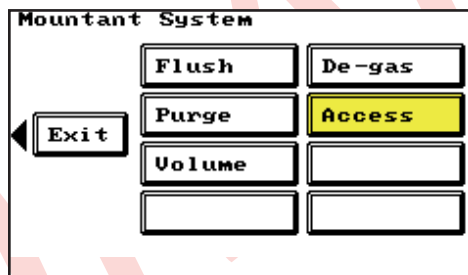 Mountant System
Flush De-gas
Purge Access
Exit
Volume